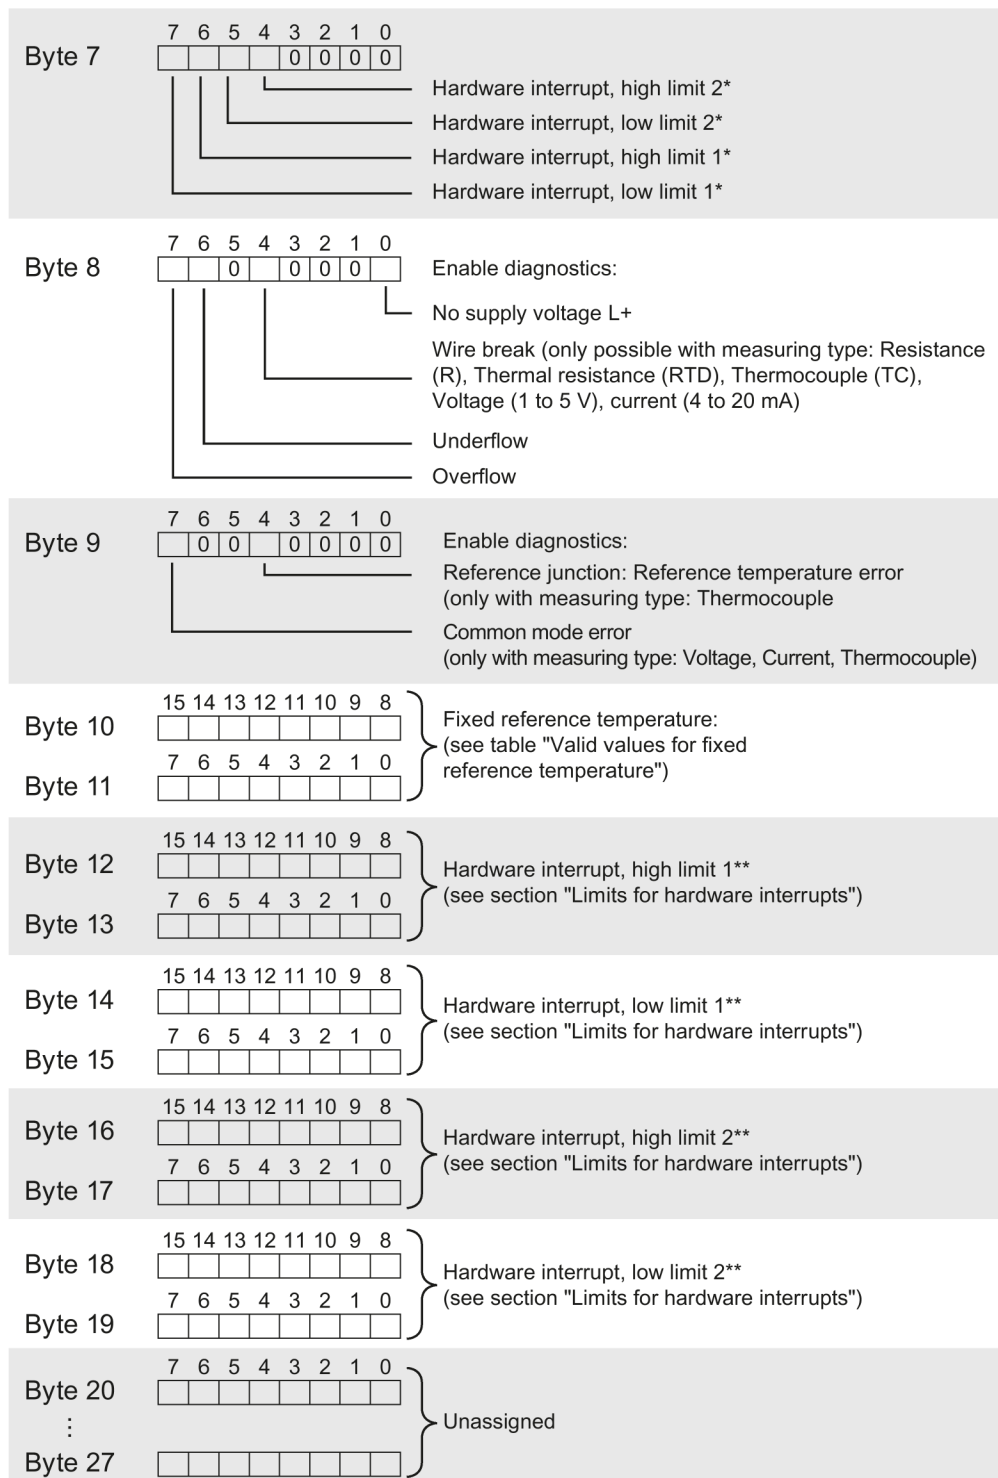 7 6 5 4 3 2 1 0
Byte 7
0 0 0 0
Hardware interrupt, high limit 2*
Hardware interrupt, low limit 2*
Hardware interrupt, high limit 1*
Hardware interrupt, low limit 1*
7 6 5 4 3 2 1 0
Byte 8
0 0 0 0
Enable diagnostics:
No supply voltage L+
Wire break (only possible with measuring type: Resistance
(R), Thermal resistance (RTD), Thermocouple (TC),
Voltage (1 to 5 V), current (4 to 20 mA)
Underflow
Overflow
7 6 5 4 3 2 1 0
Byte 9
0 0 0 0 0 0
Enable diagnostics:
Reference junction: Reference temperature error
(only with measuring type: Thermocouple
Common mode error
(only with measuring type: Voltage, Current, Thermocouple)
15 14 13 12 11 10 9 8
Byte 10
7 6 5 4 3 2 1 0
Byte 11
Fixed reference temperature:
(see table "Valid values for fixed
reference temperature")
15 14 13 12 11 10 9 8
Byte 12
7 6 5 4 3 2 1 0
Byte 13
Hardware interrupt, high limit 1**
(see section "Limits for hardware interrupts")
15 14 13 12 11 10 9 8
Byte 14
7 6 5 4 3 2 1 0
Byte 15
Hardware interrupt, low limit 1**
(see section "Limits for hardware interrupts")
15 14 13 12 11 10 9 8
Byte 16
7 6 5 4 3 2 1 0
Byte 17
Hardware interrupt, high limit 2**
(see section "Limits for hardware interrupts")
15 14 13 12 11 10 9 8
Byte 18
7 6 5 4 3 2 1 0
Byte 19
Hardware interrupt, low limit 2**
(see section "Limits for hardware interrupts")
7 6 5 4 3 2 1 0
Byte 20
⋮
Byte 27
Unassigned